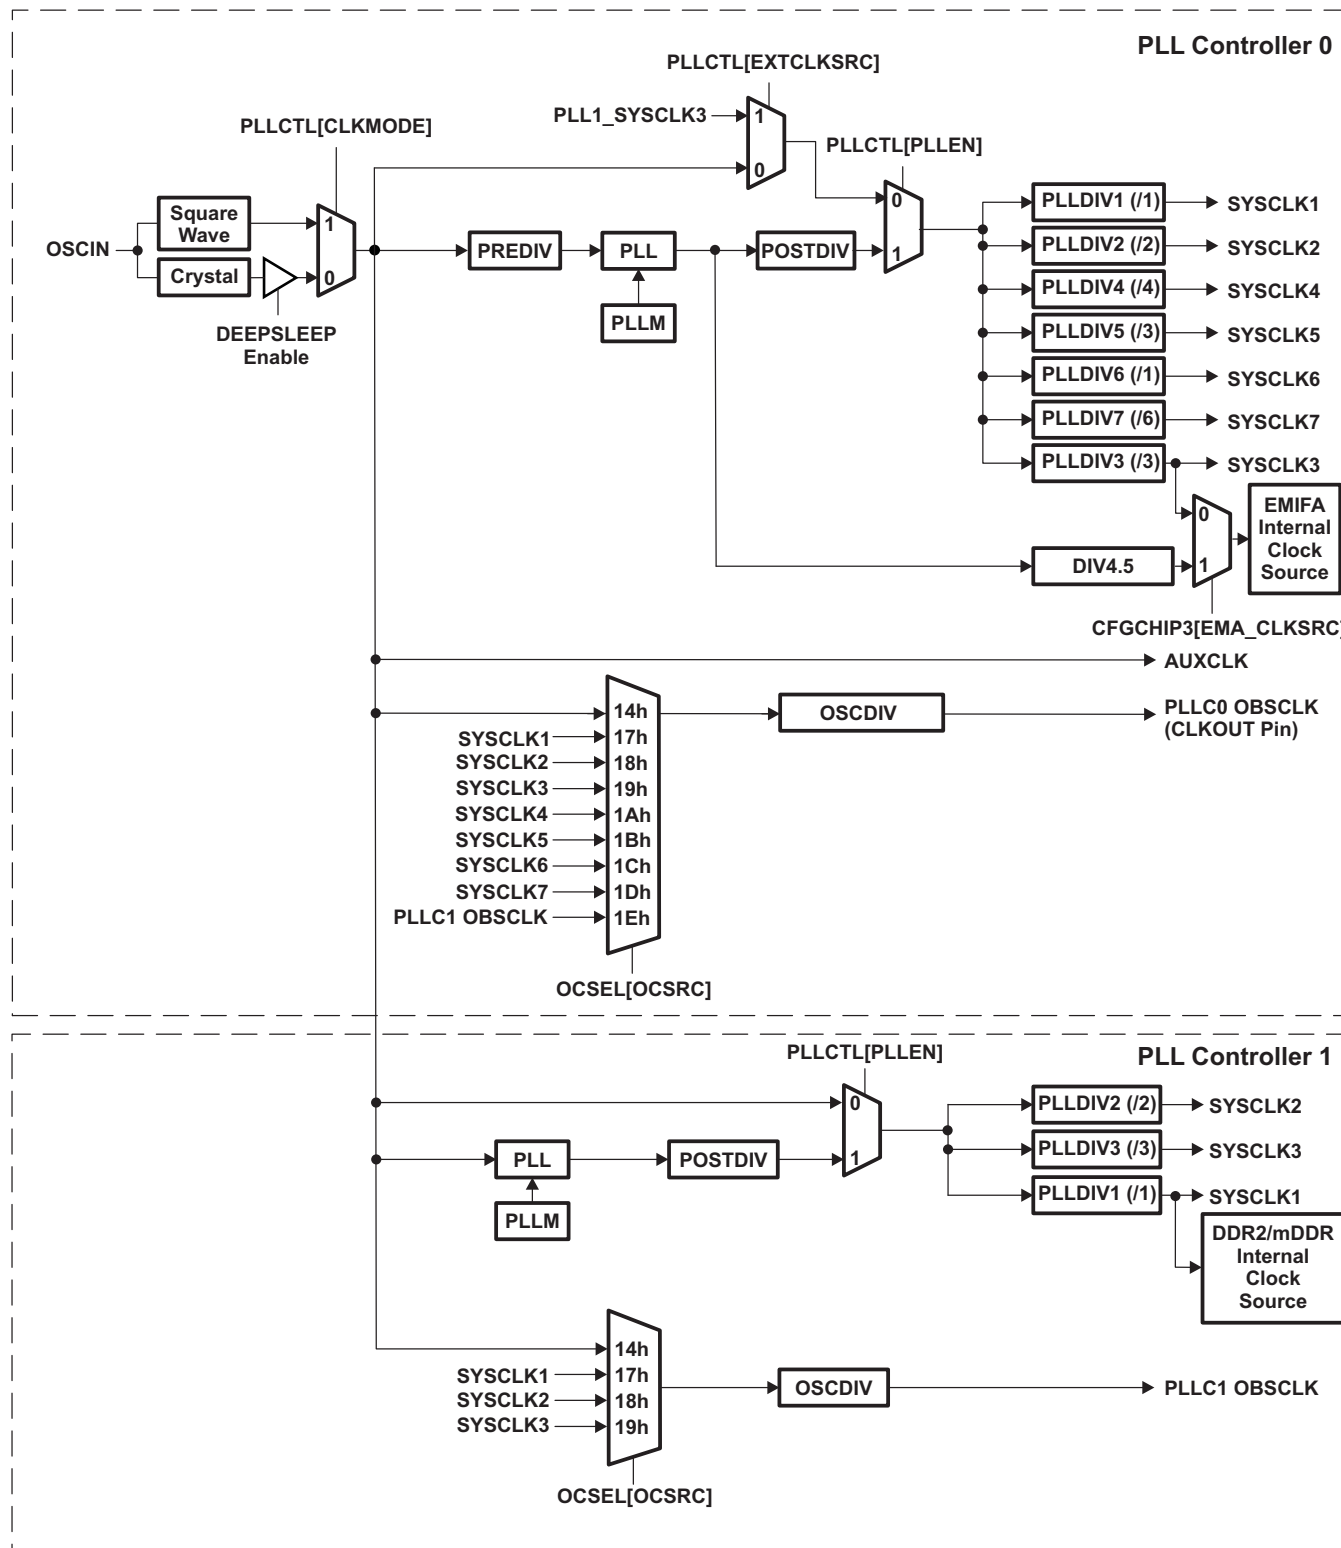 PLL Controller 0
PLLCTL[EXTCLKSRC]
PLL1_SYSCLK3
1
0
PLLCTL[CLKMODE]
PLLCTL[PLLEN]
OSCIN
Square
Wave
Crystal
1
0
DEEPSLEEP
Enable
PREDIV
PLL
PLLM
POSTDIV
0
1
PLLDIV1 (/1)
SYSCLK1
PLLDIV2 (/2)
SYSCLK2
PLLDIV4 (/4)
SYSCLK4
PLLDIV5 (/3)
SYSCLK5
PLLDIV6 (/1)
SYSCLK6
PLLDIV7 (/6)
SYSCLK7
PLLDIV3 (/3)
SYSCLK3
0
1
EMIFA
Internal
Clock
Source
DIV4.5
CFGCHIP3[EMA_CLKSRC]
AUXCLK
14h
OSCDIV
PLLC0 OBSCLK
(CLKOUT Pin)
SYSCLK1
17h
SYSCLK2
18h
SYSCLK3
19h
SYSCLK4
1Ah
SYSCLK5
1Bh
SYSCLK6
1Ch
SYSCLK7
1Dh
PLLC1 OBSCLK
1Eh
OCSEL[OCSRC]
PLL Controller 1
PLLCTL[PLLEN]
0
1
PLL
PLLM
POSTDIV
PLLDIV2 (/2)
SYSCLK2
PLLDIV3 (/3)
SYSCLK3
PLLDIV1 (/1)
SYSCLK1
DDR2/mDDR
Internal
Clock
Source
14h
SYSCLK1
17h
SYSCLK2
18h
SYSCLK3
19h
OSCDIV
PLLC1 OBSCLK
OCSEL[OCSRC]